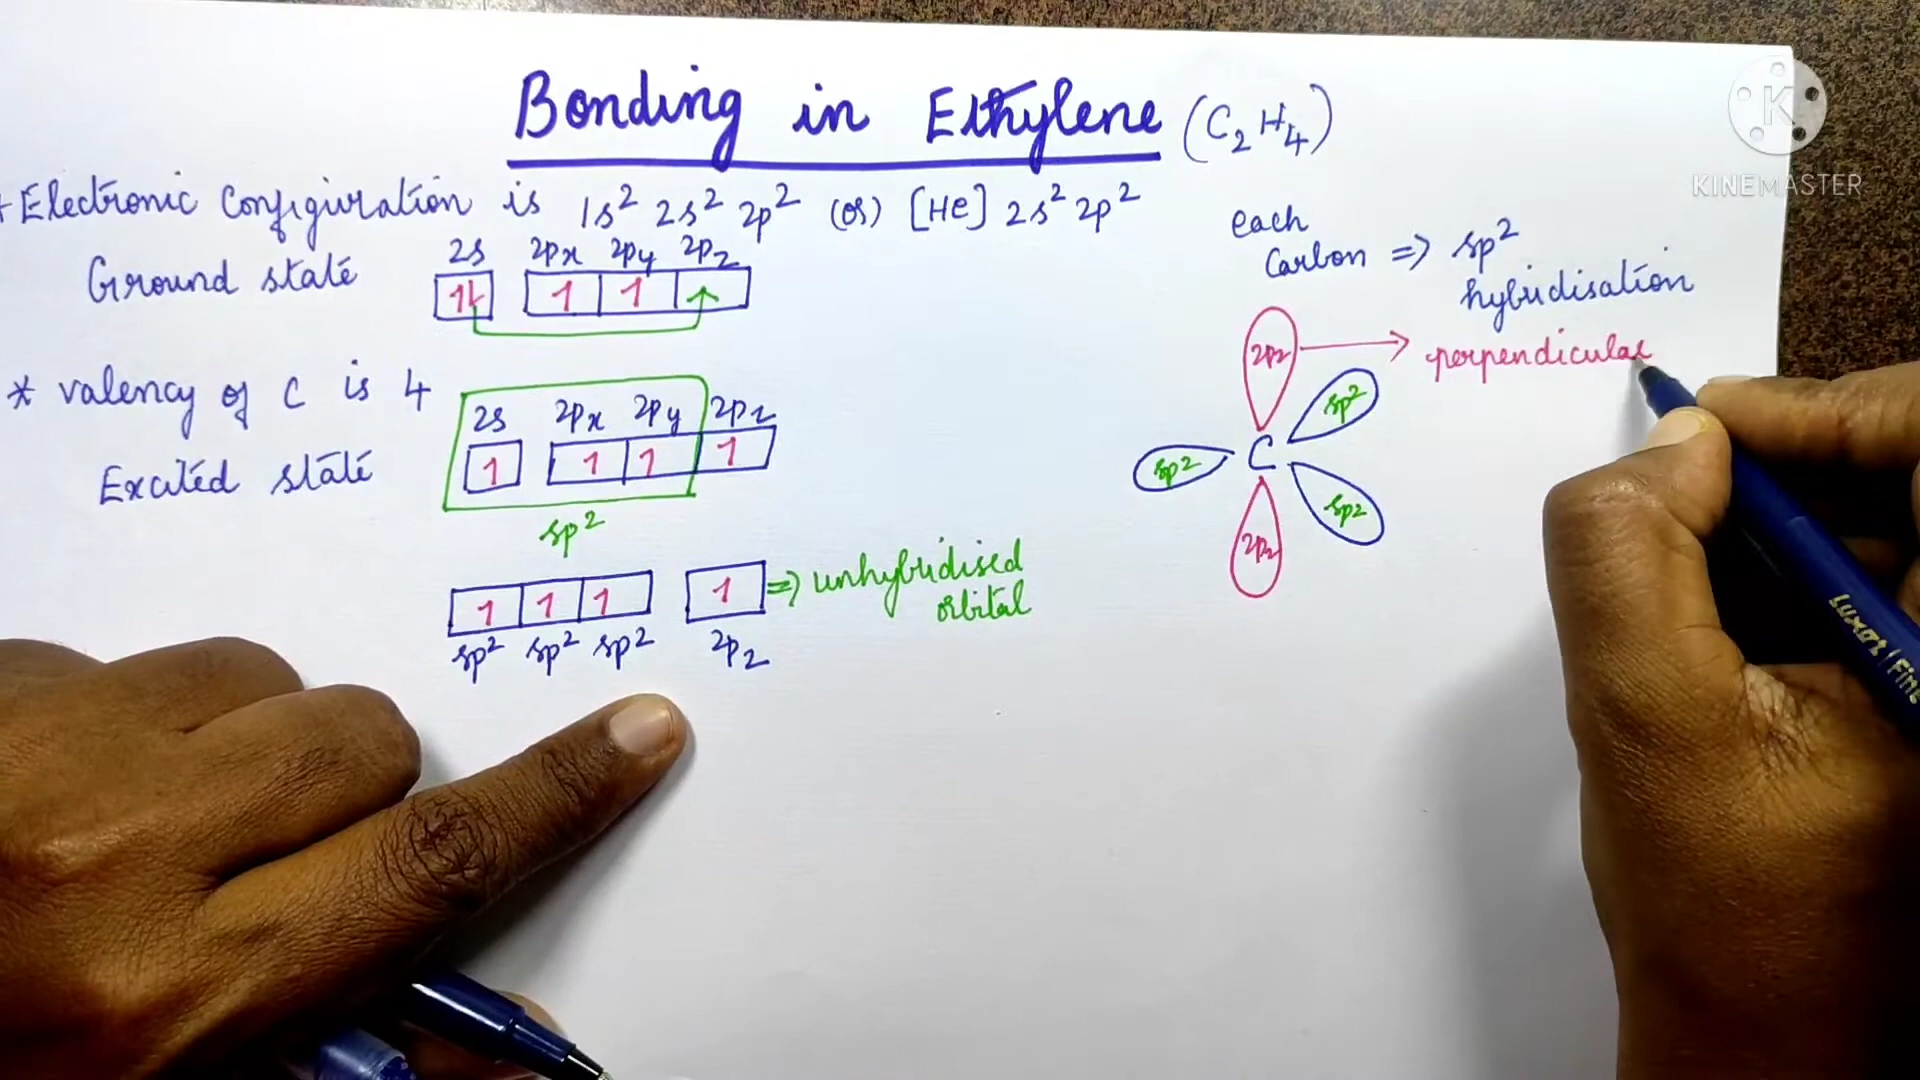 Bonding in Ethylene (C₂H₄)
Electronic configuration is 1s² 2s² 2p² (or) [He] 2s² 2p²
Ground state
2s 2px 2py 2pz
1 1 1
* valency of C is 4
Excited state
2s 2px 2py 2pz
1 1 1 1
sp²
1 1 1 1 => unhybridised
orbital
sp² sp² sp² 2pz
each
Carbon => sp²
hybridisation
2pz → perpendicular
sp²
sp² C
sp2
2pz
K
KINEMASTER
Luxor | Fine